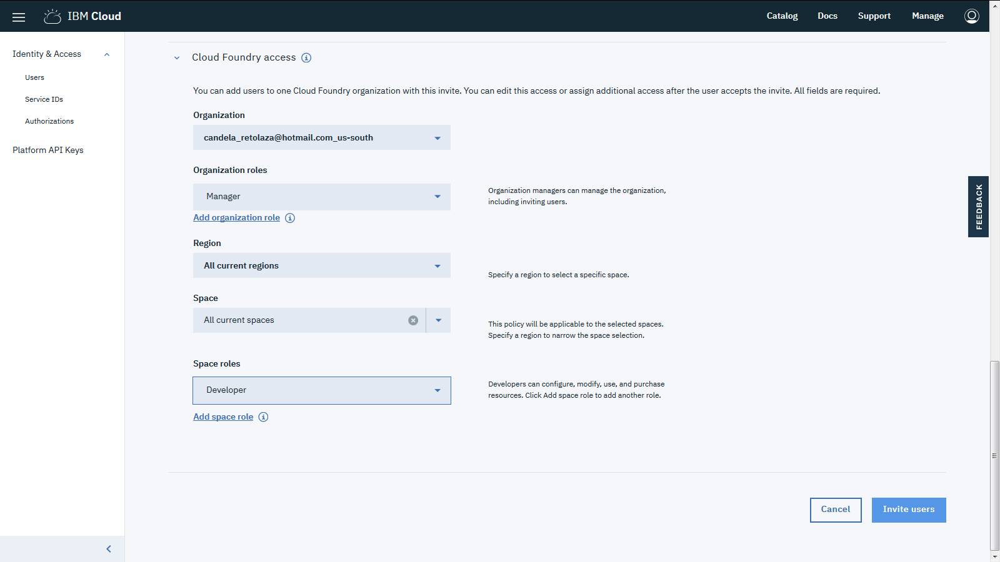 IBM Cloud
Catalog
Docs
Support
Manage
Identity & Access
Users
Service IDs
Authorizations
Platform API Keys
Cloud Foundry access
You can add users to one Cloud Foundry organization with this invite. You can edit this access or assign additional access after the user accepts the invite. All fields are required.
Organization
candela_retolaza@hotmail.com_us-south
Organization roles
Manager
Organization managers can manage the organization,
including inviting users.
Add organization role
Region
All current regions
Specify a region to select a specific space.
Space
All current spaces
This policy will be applicable to the selected spaces.
Specify a region to narrow the space selection.
Space roles
Developer
Developers can configure, modify, use, and purchase
resources. Click Add space role to add another role.
Add space role
Cancel
Invite users
FEEDBACK